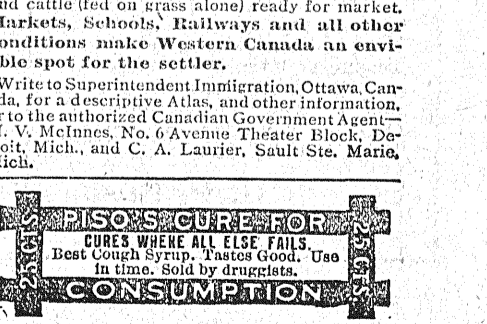 nd cattle (fed on grass alone) ready for market.
arkets, Schools, Railways and all other
onditions make Western Canada an envi-
ble spot for the settler.
Write to Superintendent Immigration, Ottawa, Can-
da, for a descriptive Atlas, and other information,
r to the authorized Canadian Government Agent—
. V. McInnes, No. 6 Avenue Theater Block, De-
oit, Mich., and C. A. Laurier, Sault Ste. Marie,
ich.
PISO'S CURE FOR
25 CTS
CURES WHERE ALL ELSE FAILS.
Best Cough Syrup. Tastes Good. Use
in time. Sold by druggists.
25 CTS
CONSUMPTION